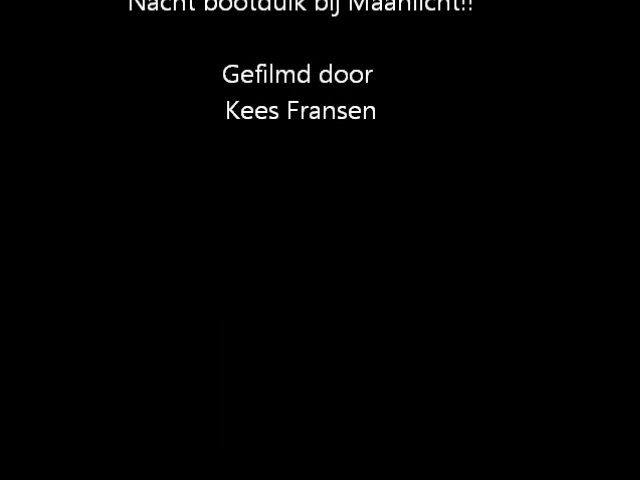 Nacht bootduik bij Maanlicht!!
Gefilmd door
Kees Fransen